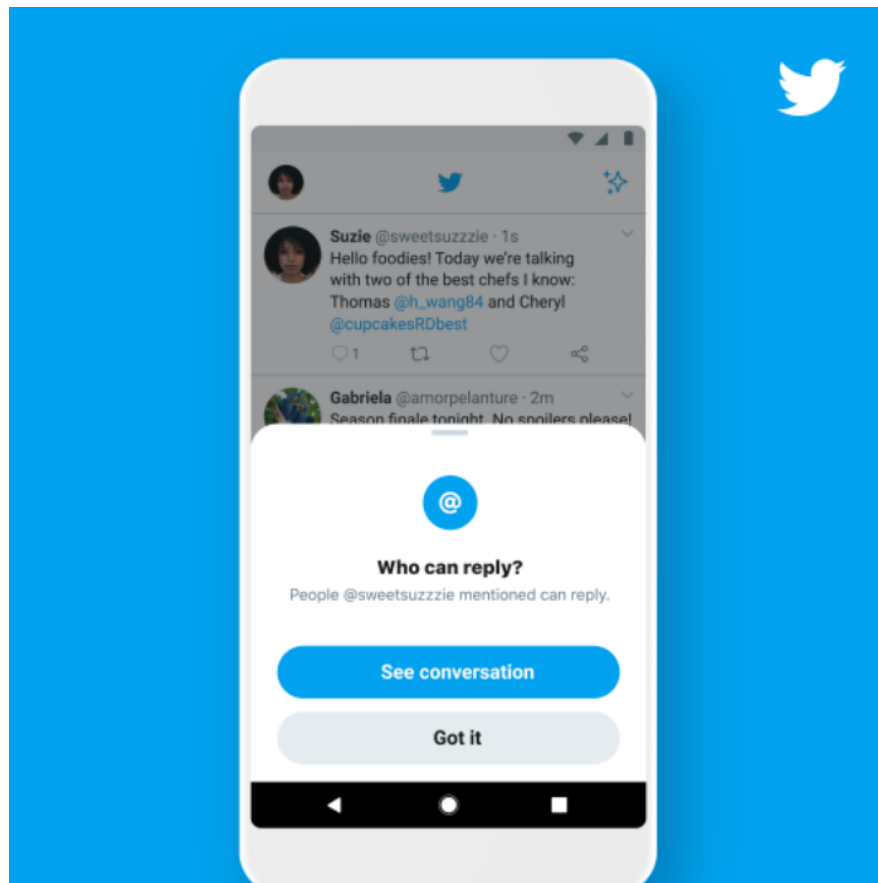 Suzie @sweetsuzzzie · 1s
Hello foodies! Today we're talking
with two of the best chefs I know:
Thomas @h_wang84 and Cheryl
@cupcakesRDbest
1
Gabriela @amorpelanture · 2m
Season finale tonight. No spoilers please!
@
Who can reply?
People @sweetsuzzzie mentioned can reply.
See conversation
Got it